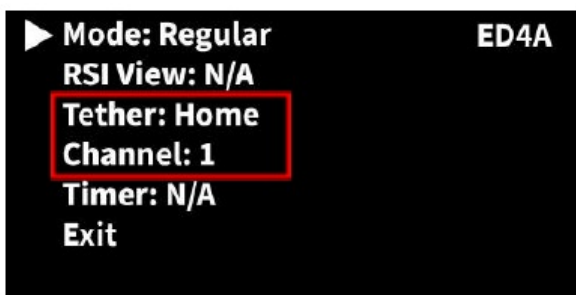 Mode: Regular ED4A
RSI View: N/A
Tether: Home
Channel: 1
Timer: N/A
Exit